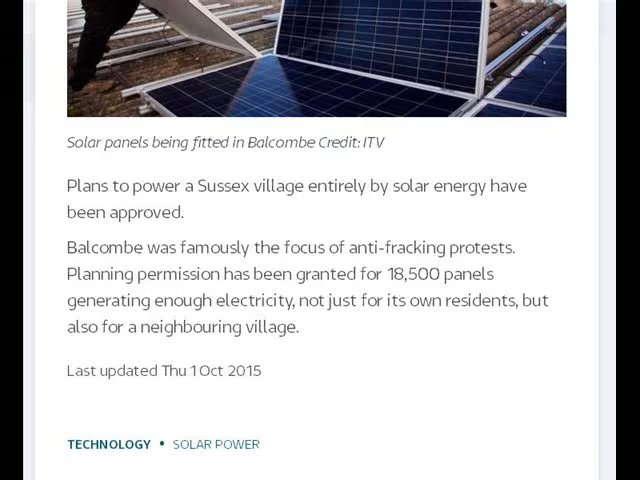 Solar panels being fitted in Balcombe Credit: ITV
Plans to power a Sussex village entirely by solar energy have
been approved.
Balcombe was famously the focus of anti-fracking protests.
Planning permission has been granted for 18,500 panels
generating enough electricity, not just for its own residents, but
also for a neighbouring village.
Last updated Thu 1 Oct 2015
TECHNOLOGY • SOLAR POWER